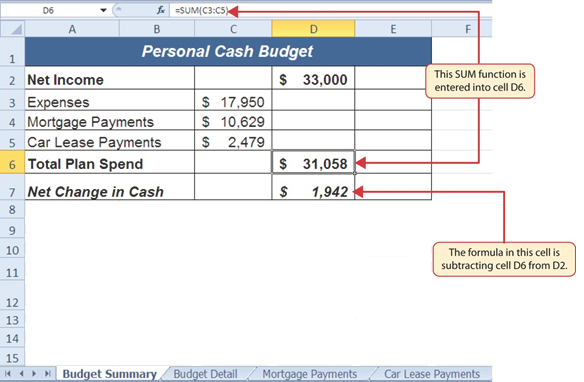 D6 fx =SUM(C3:C5)
A B C D E F
1 Personal Cash Budget
2 Net Income $ 33,000
3 Expenses $ 17,950
4 Mortgage Payments $ 10,629
5 Car Lease Payments $ 2,479
6 Total Plan Spend $ 31,058
7 Net Change in Cash $ 1,942
8
9
10
11
12
13
14
15
This SUM function is
entered into cell D6.
The formula in this cell is
subtracting cell D6 from D2.
Budget Summary Budget Detail Mortgage Payments Car Lease Payments